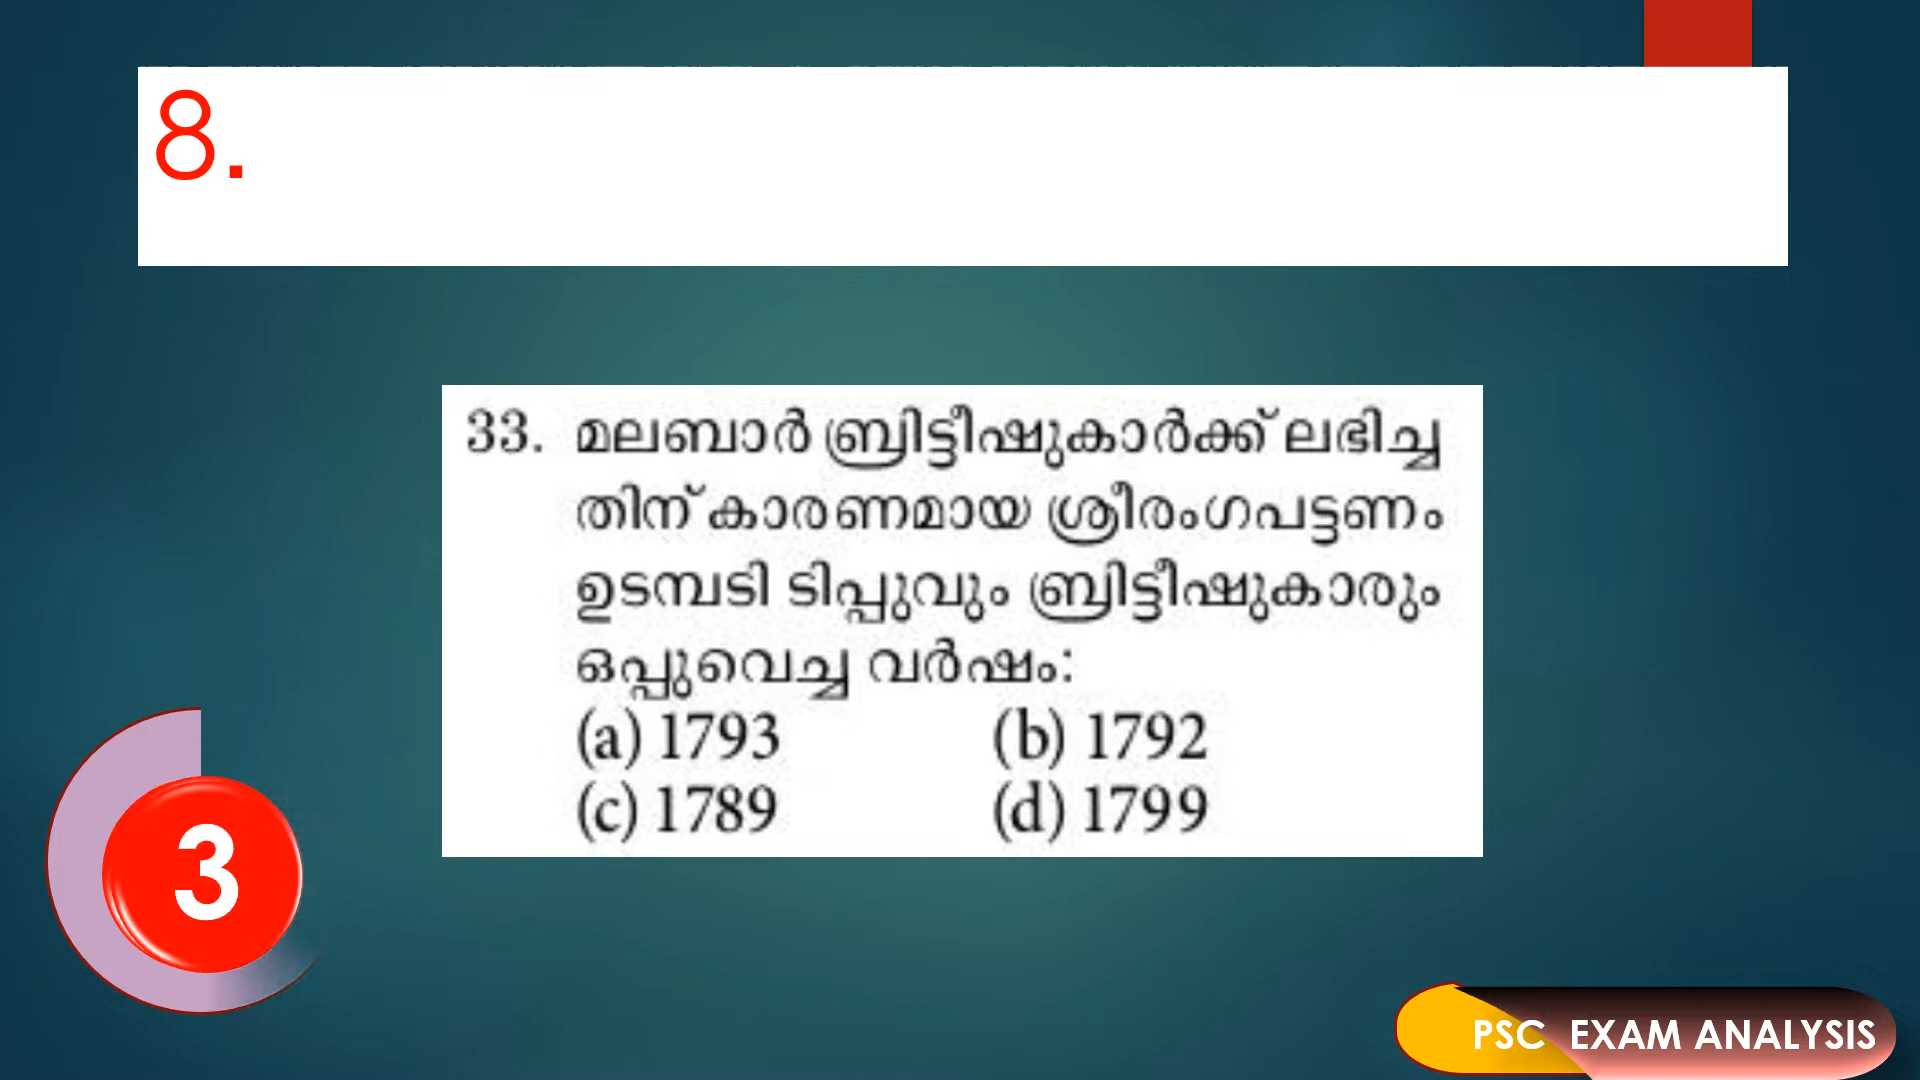 8.
33. മലബാർ ബ്രിട്ടീഷുകാർക്ക് ലഭിച്ച
തിന് കാരണമായ ശ്രീരംഗപട്ടണം
ഉടമ്പടി ടിപ്പുവും ബ്രിട്ടീഷുകാരും
ഒപ്പുവെച്ച വർഷം:
(a) 1793 (b) 1792
(c) 1789 (d) 1799
3
PSC EXAM ANALYSIS